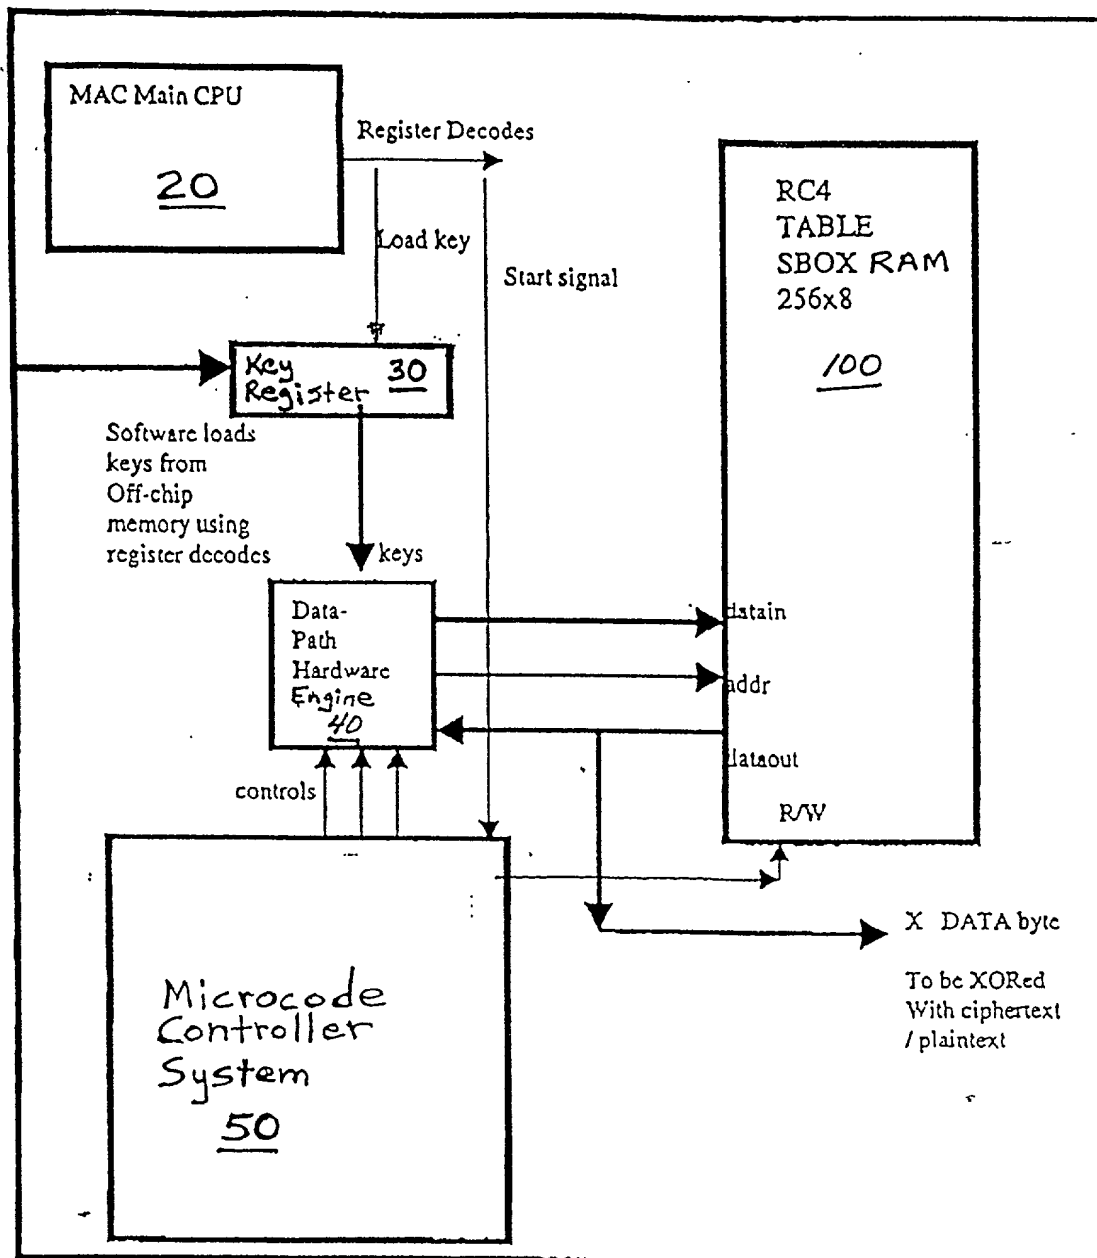 MAC Main CPU
20
Register Decodes
Load key
Start signal
RC4
TABLE
SBOX RAM
256x8
100
Key
Register
30
Software loads
keys from
Off-chip
memory using
register decodes
keys
Data-
Path
Hardware
Engine
40
datain
addr
dataout
R/W
controls
X DATA byte
To be XORed
With ciphertext
/ plaintext
Microcode
Controller
System
50